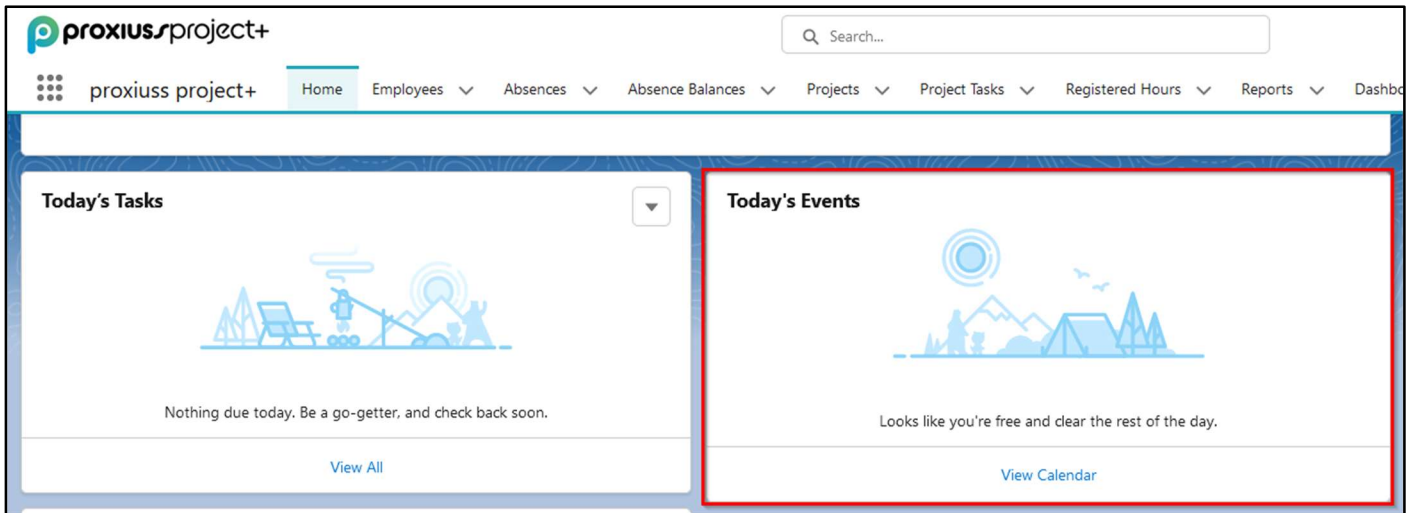 proxiussproject+
Search...
proxiuss project+ Home Employees Absences Absence Balances Projects Project Tasks Registered Hours Reports Dashbo
Today's Tasks
Today's Events
Nothing due today. Be a go-getter, and check back soon.
Looks like you're free and clear the rest of the day.
View All
View Calendar